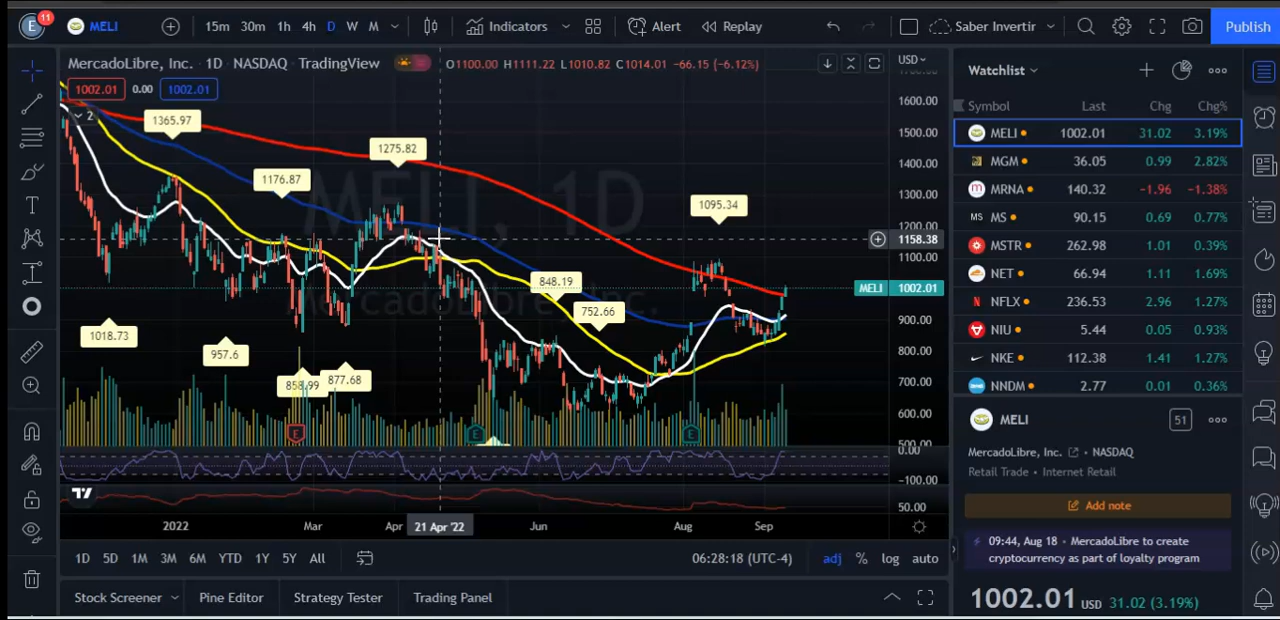 E 11 MELI 15m 30m 1h 4h D W M Indicators Alert Replay Saber Invertir Publish
MercadoLibre, Inc. · 1D · NASDAQ · TradingView O1100.00 H1111.22 L1010.82 C1014.01 -66.15 (-6.12%) USD
1002.01 0.00 1002.01
2
MELI, 1D
MercadoLibre, Inc.
1365.97
1275.82
1176.87
1095.34
848.19
752.66
1018.73
957.6
858.99
877.68
1600.00
1500.00
1400.00
1300.00
1200.00
1158.38
1100.00
MELI 1002.01
900.00
800.00
700.00
600.00
500.00
0.00
-100.00
50.00
E E E
2022 Mar Apr 21 Apr '22 Jun Aug Sep
1D 5D 1M 3M 6M YTD 1Y 5Y All 06:28:18 (UTC-4) adj % log auto
Stock Screener Pine Editor Strategy Tester Trading Panel
Watchlist
Symbol Last Chg Chg%
MELI 1002.01 31.02 3.19%
MGM 36.05 0.99 2.82%
MRNA 140.32 -1.96 -1.38%
MS MS 90.15 0.69 0.77%
MSTR 262.98 1.01 0.39%
NET 66.94 1.11 1.69%
NFLX 236.53 2.96 1.27%
NIU 5.44 0.05 0.93%
NKE 112.38 1.41 1.27%
NNDM 2.77 0.01 0.36%
MELI 51
MercadoLibre, Inc. · NASDAQ
Retail Trade · Internet Retail
Add note
09:44, Aug 18 · MercadoLibre to create
cryptocurrency as part of loyalty program
1002.01 USD 31.02 (3.19%)